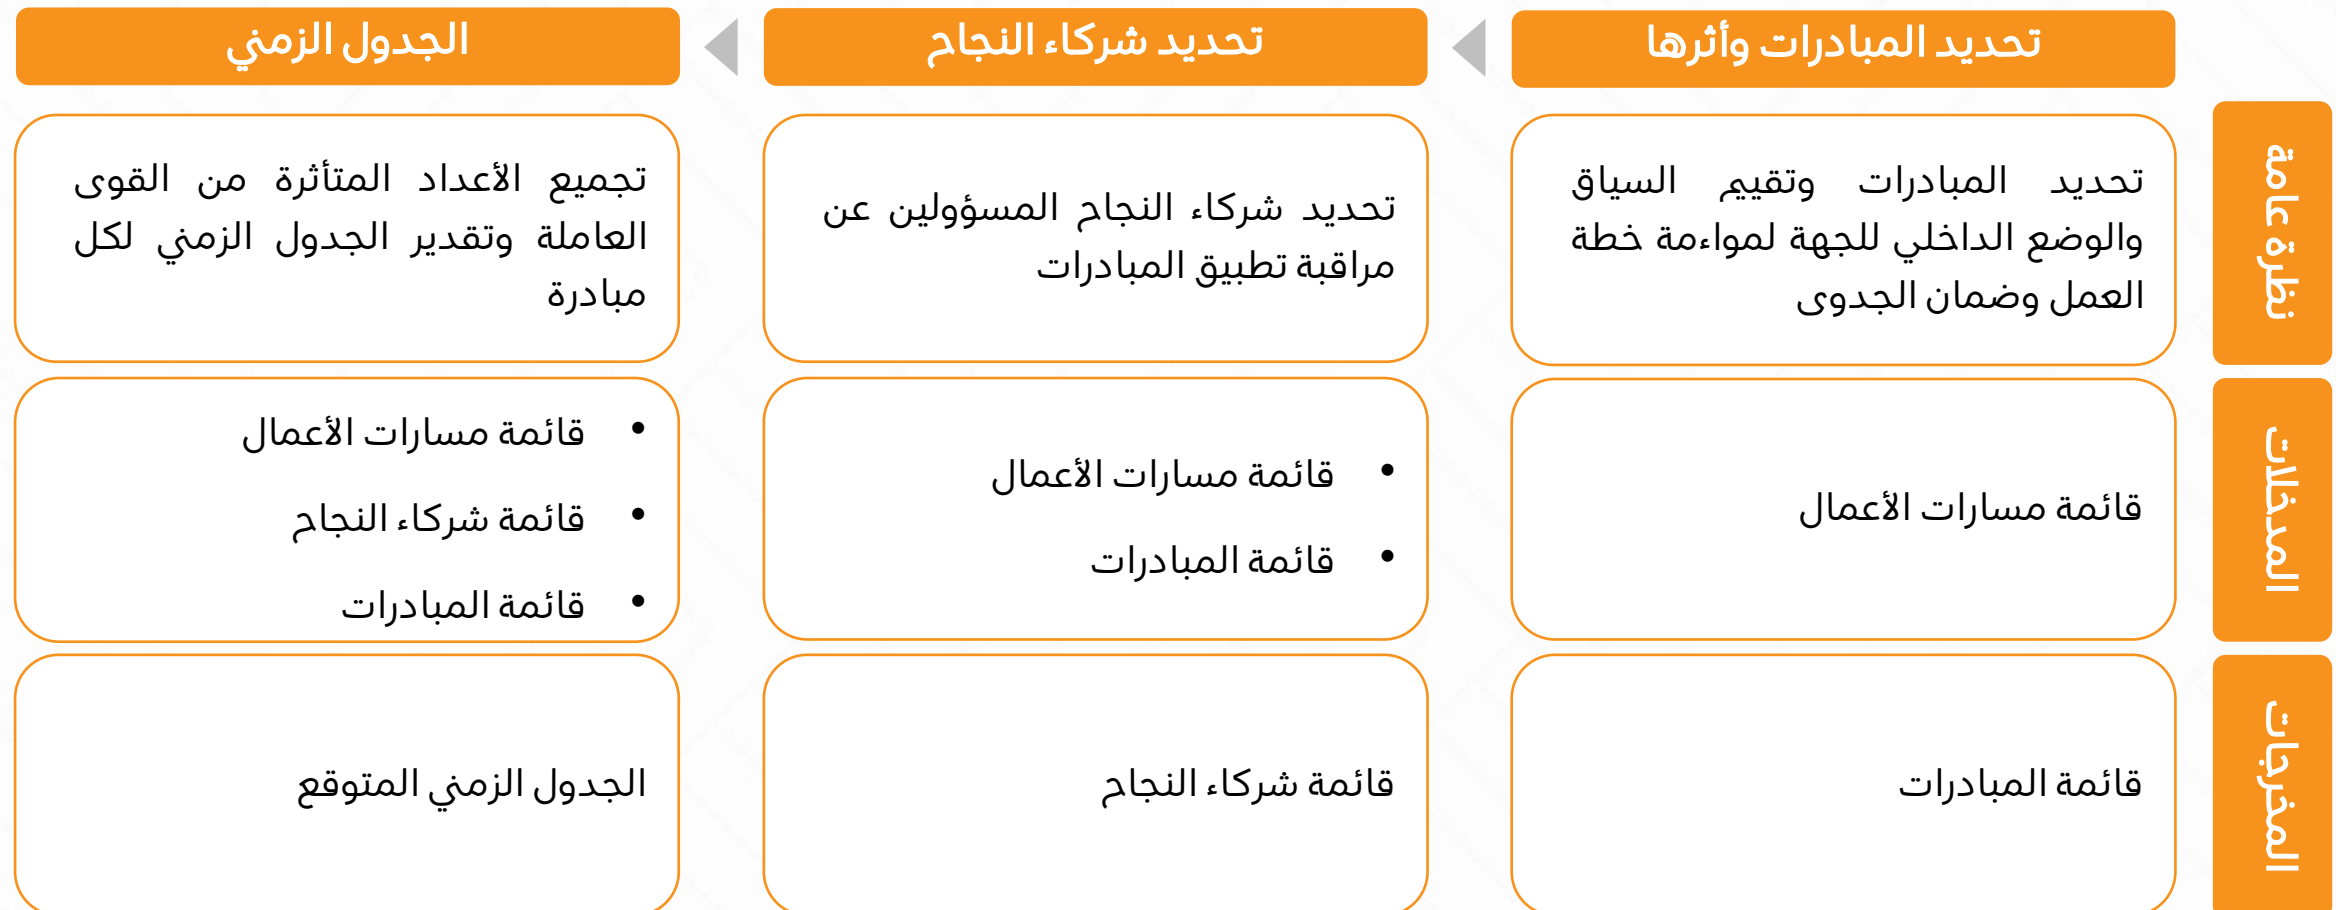 تحديد المبادرات وأثرها
تحديد شركاء النجاح
الجدول الزمني
نظرة عامة
تحديد المبادرات وتقييم السياق
والوضع الداخلي للجهة لمواءمة خطة
العمل وضمان الجدوى
تحديد شركاء النجاح المسؤولين عن
مراقبة تطبيق المبادرات
تجميع الأعداد المتأثرة من القوى
العاملة وتقدير الجدول الزمني لكل
مبادرة
المدخلات
قائمة مسارات الأعمال
• قائمة مسارات الأعمال
• قائمة المبادرات
• قائمة مسارات الأعمال
• قائمة شركاء النجاح
• قائمة المبادرات
المخرجات
قائمة المبادرات
قائمة شركاء النجاح
الجدول الزمني المتوقع